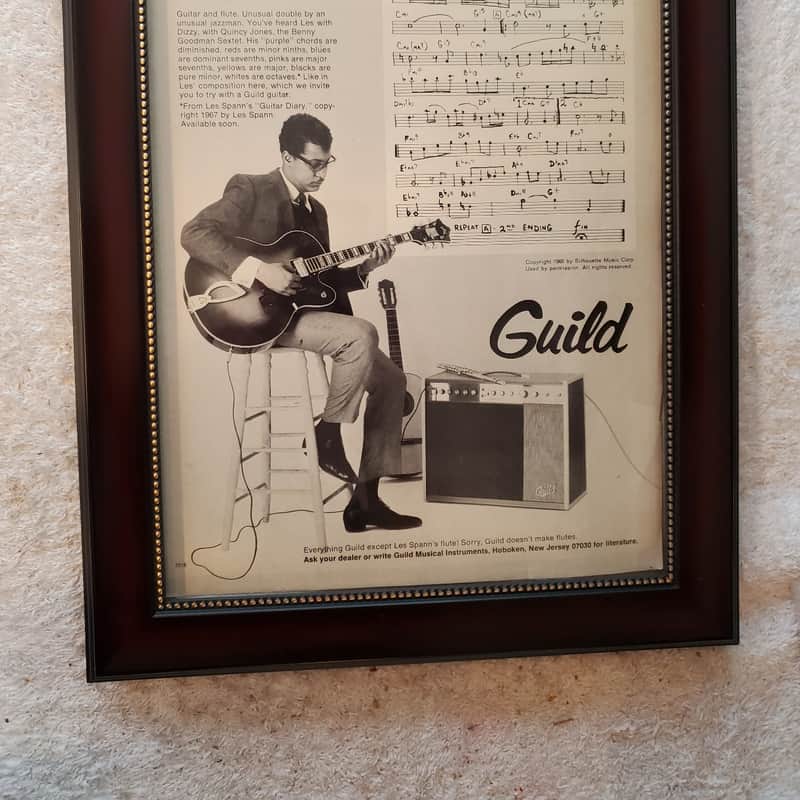 Guitar and flute. Unusual double by an
unusual jazzman. You've heard Les with
Dizzy, with Quincy Jones, the Benny
Goodman Sextet. His "purple" chords are
diminished, reds are minor ninths, blues
are dominant sevenths, pinks are major
sevenths, yellows are major, blacks are
pure minor, whites are octaves.* Like in
Les' composition here, which we invite
you to try with a Guild guitar.
*From Les Spann's "Guitar Diary," copy-
right 1967 by Les Spann.
Available soon.
REPEAT A - 2ND ENDING fin
Copyright by Silhouette Music Corp.
Used by permission. All rights reserved.
Guild
Everything Guild except Les Spann's flute! Sorry, Guild doesn't make flutes.
Ask your dealer or write Guild Musical Instruments, Hoboken, New Jersey 07030 for literature.